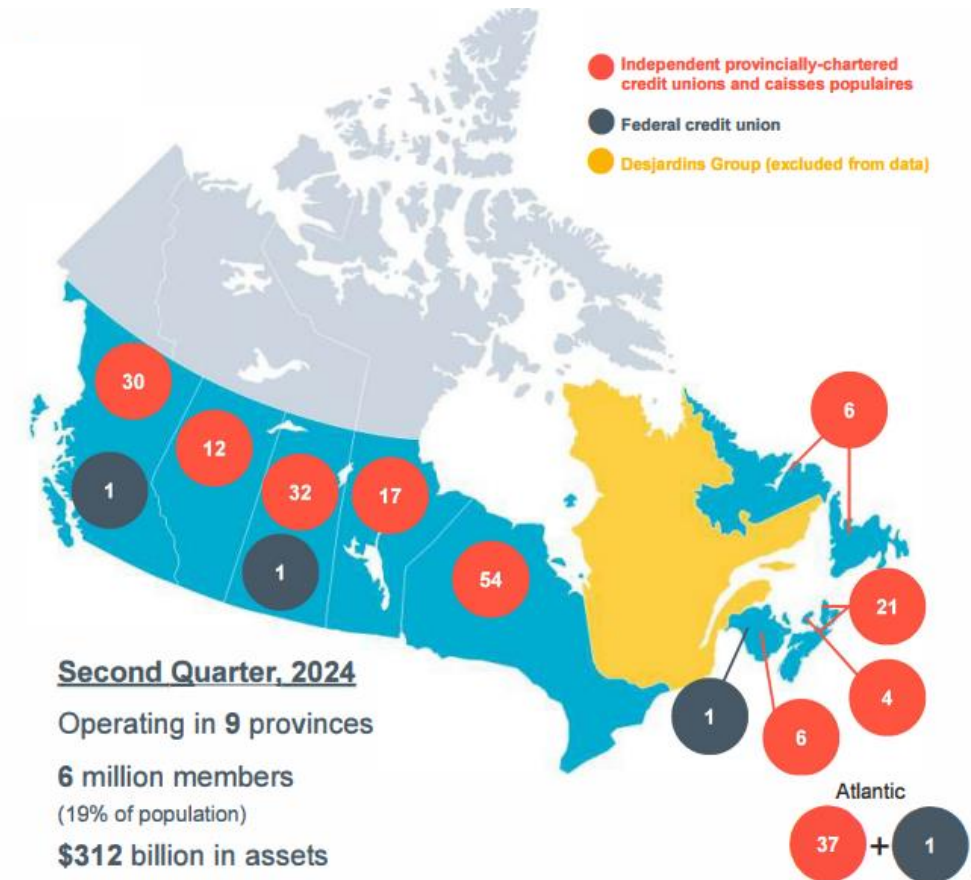 Independent provincially-chartered
credit unions and caisses populaires
Federal credit union
Desjardins Group (excluded from data)
30
12
32
17
1
1
54
6
21
4
1
6
Second Quarter, 2024
Operating in 9 provinces
6 million members
(19% of population)
$312 billion in assets
Atlantic
37 + 1